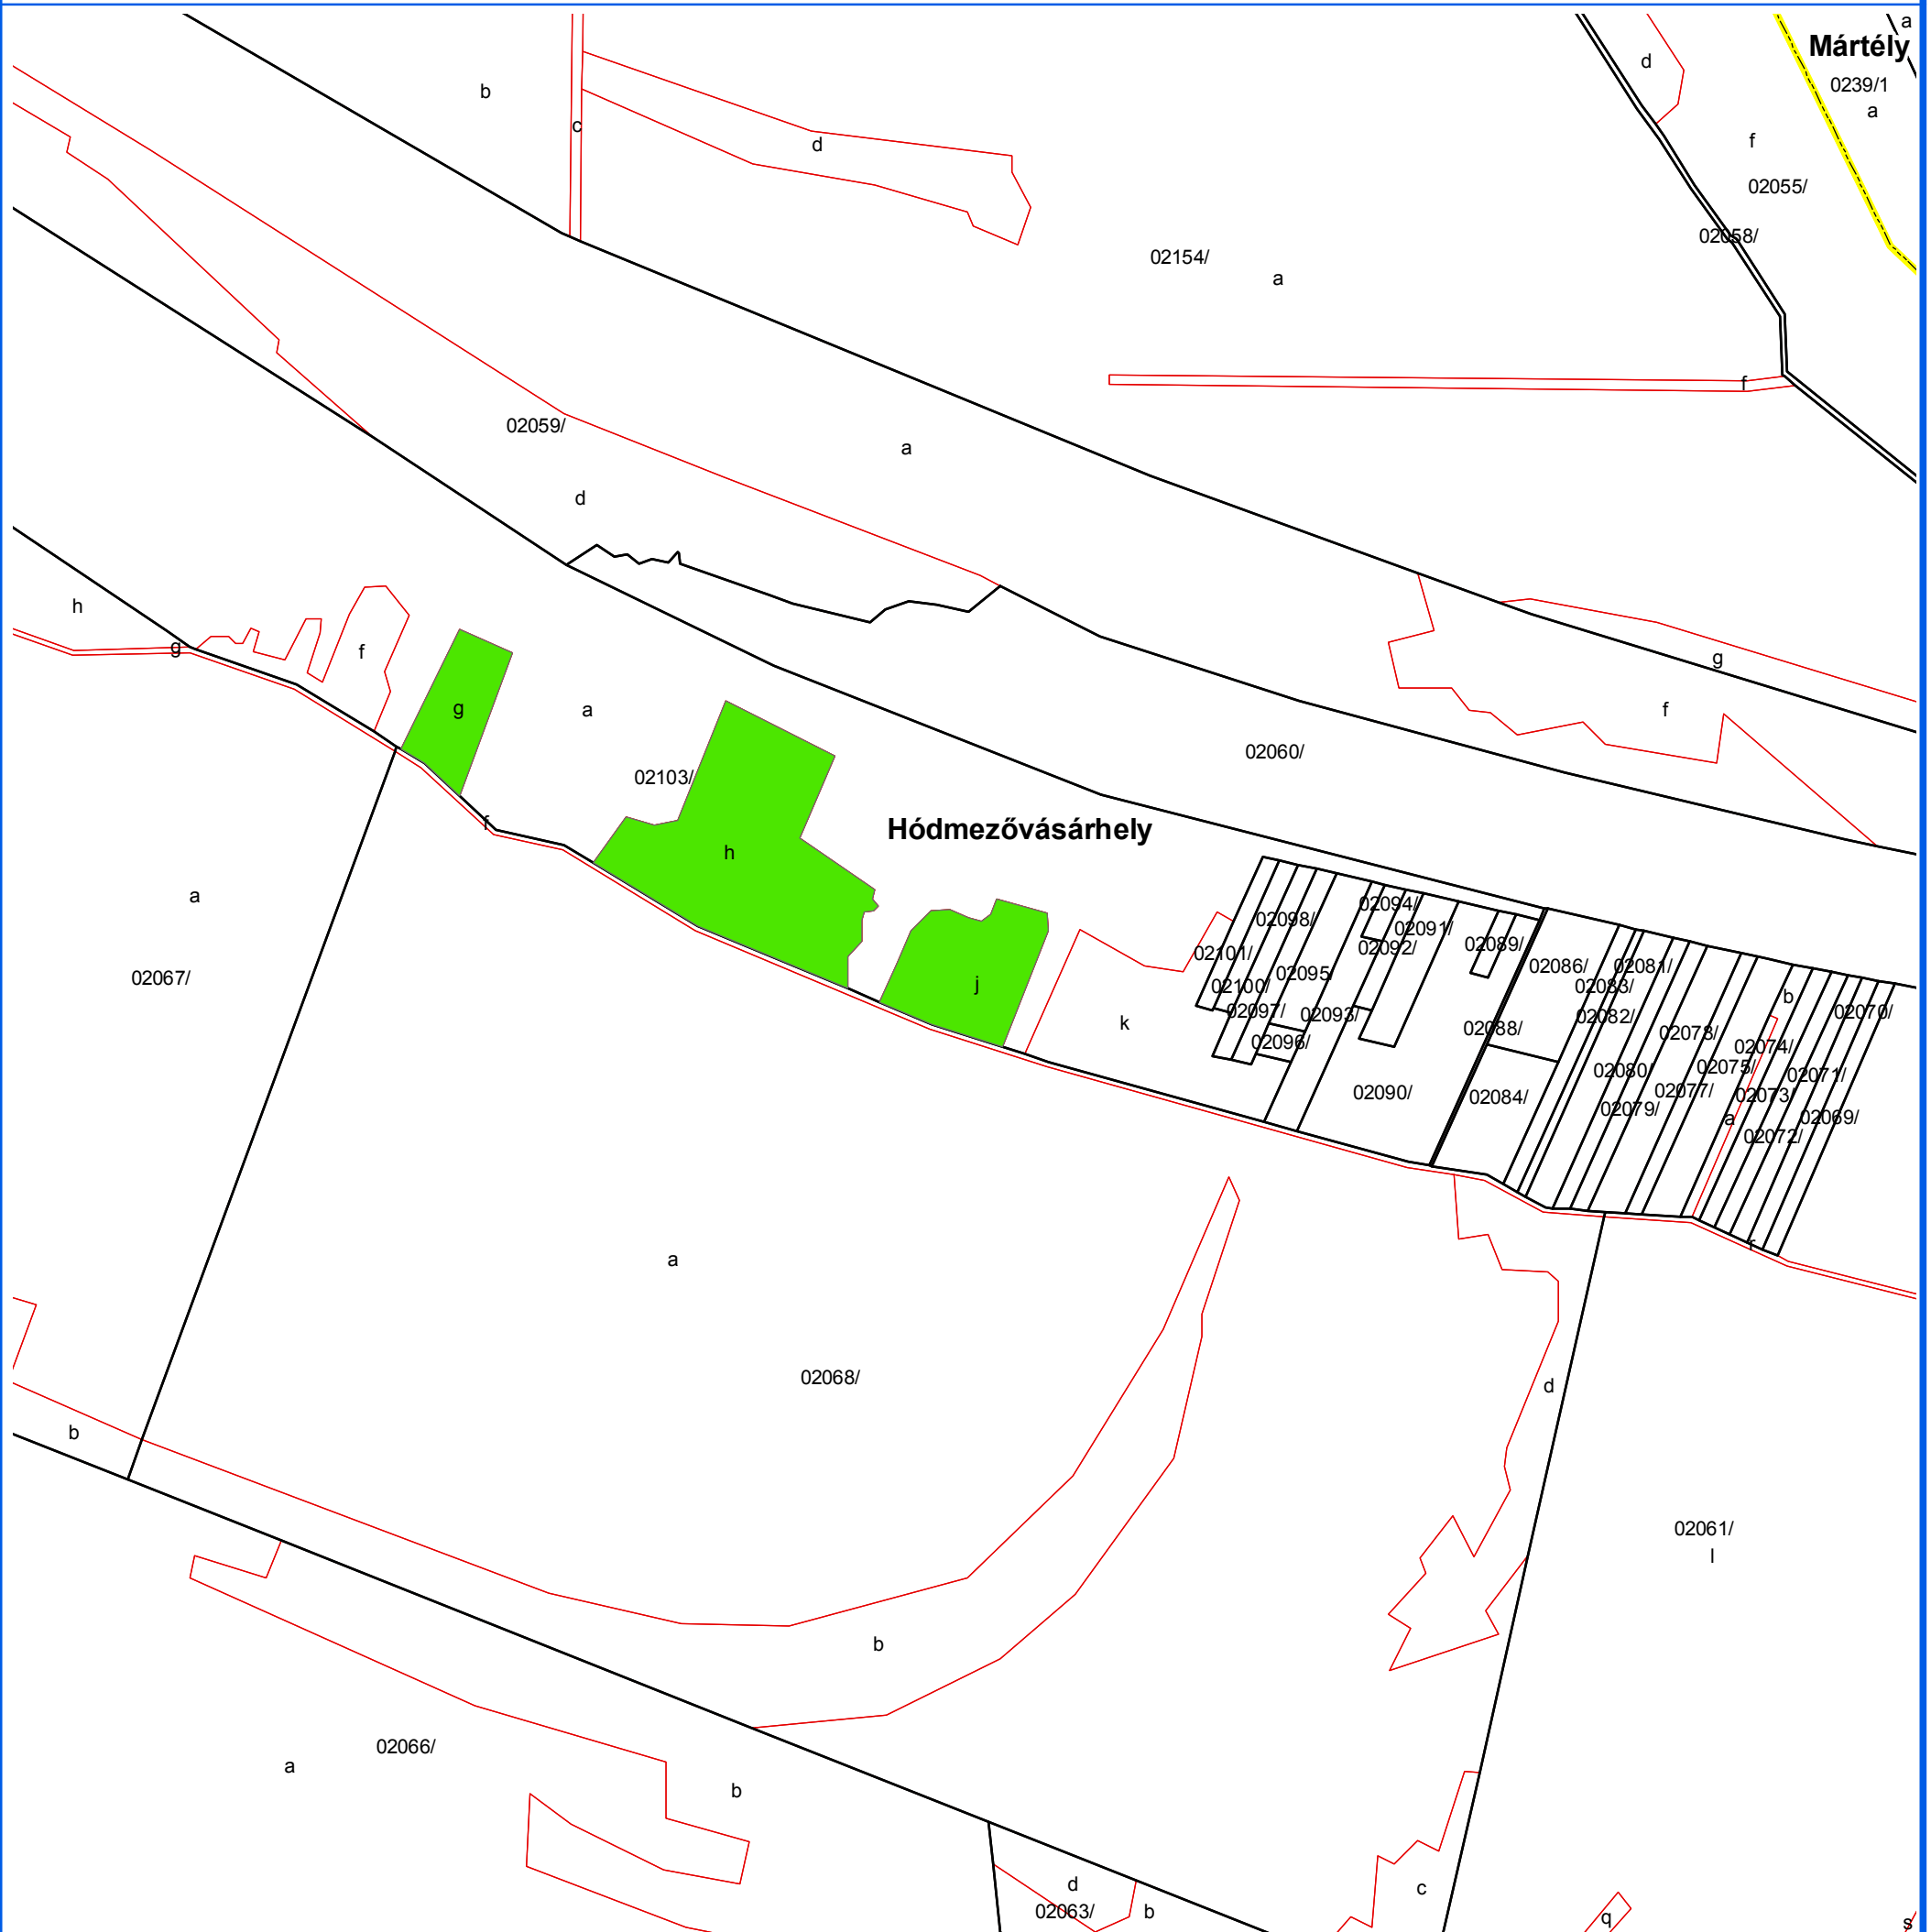 a
Mártély
d
0239/1
b
a
c
d
f
02055/
02058/
02154/
a
f
02059/
a
d
h
g
f
g
g
a
f
02060/
02103/
f
Hódmezővásárhely
h
a
02094/
02098/
02091/
02092/
02089/
02101/
02086/
02081/
02067/
02095/
02100/
j
02083/
b
02097/
02093/
02082/
02070/
k
02088/
02078/
02096/
02074/
02075/
02080/
02071/
02090/
02084/
02077/
02073/
02079/
a
02069/
02072/
f
a
02068/
d
b
02061/
l
b
02066/
a
b
d
c
02063/
b
q
s